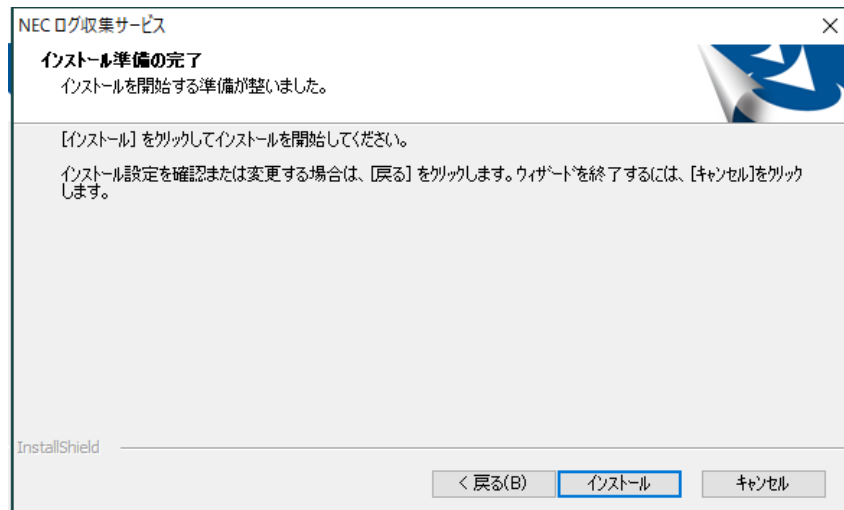 NEC ログ収集サービス
インストール準備の完了
インストールを開始する準備が整いました。
[インストール] をクリックしてインストールを開始してください。
インストール設定を確認または変更する場合は、[戻る] をクリックします。ウィザードを終了するには、[キャンセル]をクリック
します。
InstallShield
< 戻る(B)
インストール
キャンセル